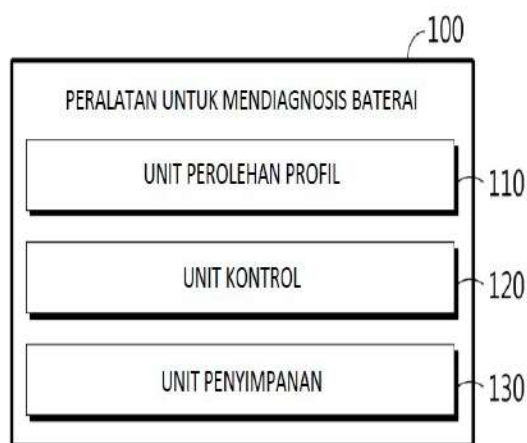 100
PERALATAN UNTUK MENDIAGNOSIS BATERAI
UNIT PEROLEHAN PROFIL
110
UNIT KONTROL
120
UNIT PENYIMPANAN
130